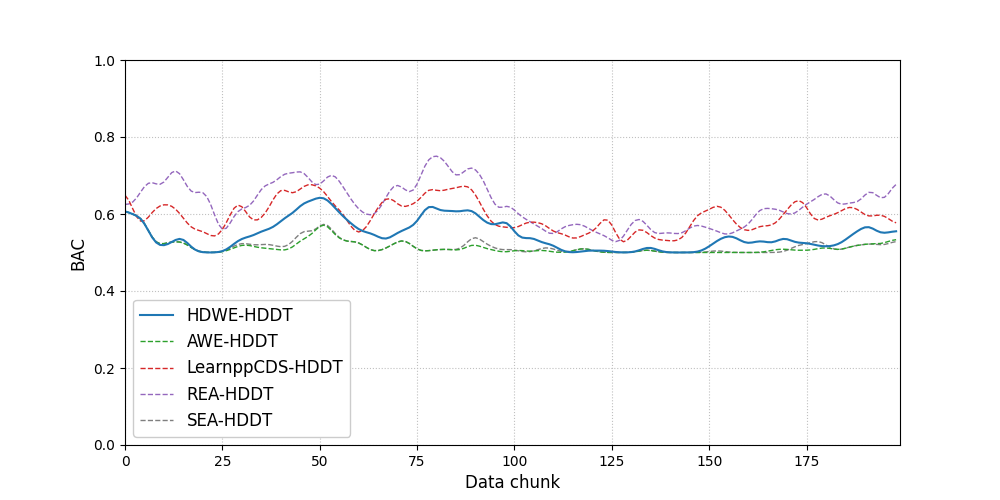 1.0
0.8
0.6
0.4
0.2
0.0
BAC
HDWE-HDDT
AWE-HDDT
LearnppCDS-HDDT
REA-HDDT
SEA-HDDT
0 25 50 75 100 125 150 175
Data chunk